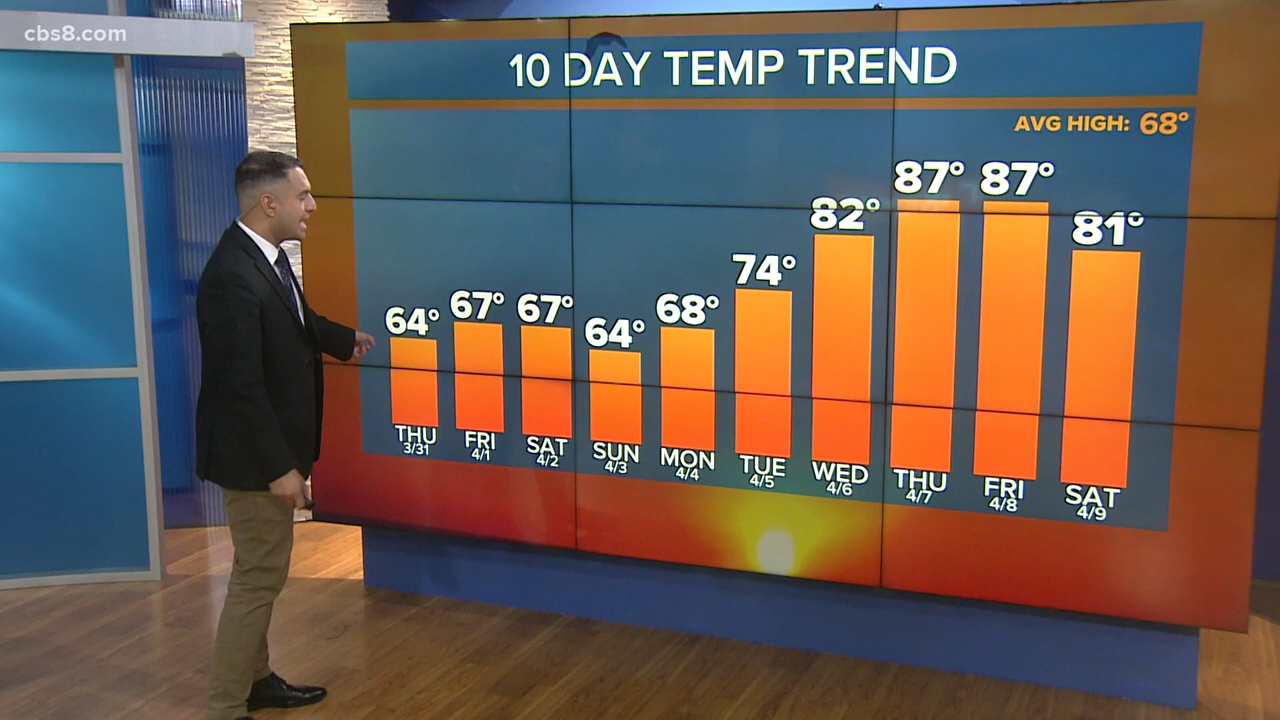 cbs8.com
10 DAY TEMP TREND
AVG HIGH: 68°
64° 67° 67° 64° 68° 74° 82° 87° 87° 81°
THU FRI SAT SUN MON TUE WED THU FRI SAT
3/31 4/1 4/2 4/3 4/4 4/5 4/6 4/7 4/8 4/9